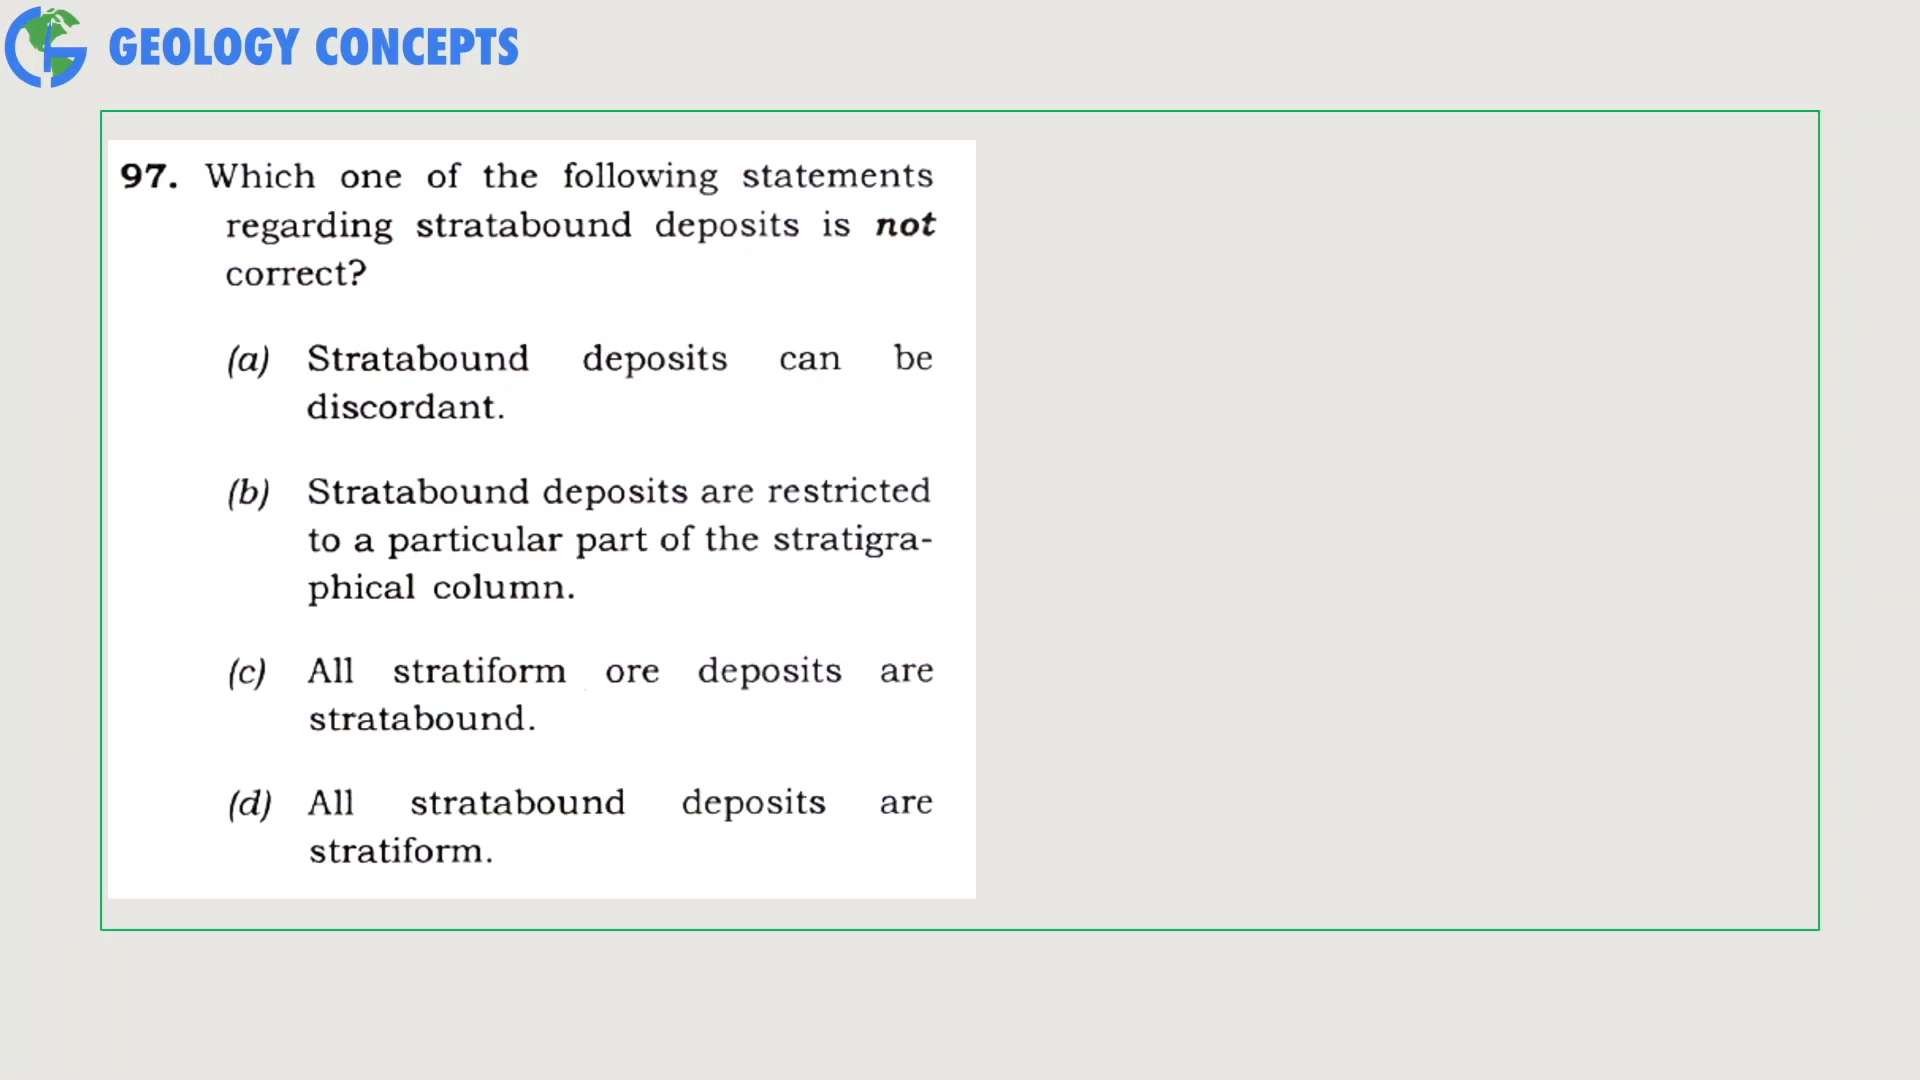 GEOLOGY CONCEPTS
97. Which one of the following statements
regarding stratabound deposits is not
correct?
(a) Stratabound deposits can be
discordant.
(b) Stratabound deposits are restricted
to a particular part of the stratigra-
phical column.
(c) All stratiform ore deposits are
stratabound.
(d) All stratabound deposits are
stratiform.